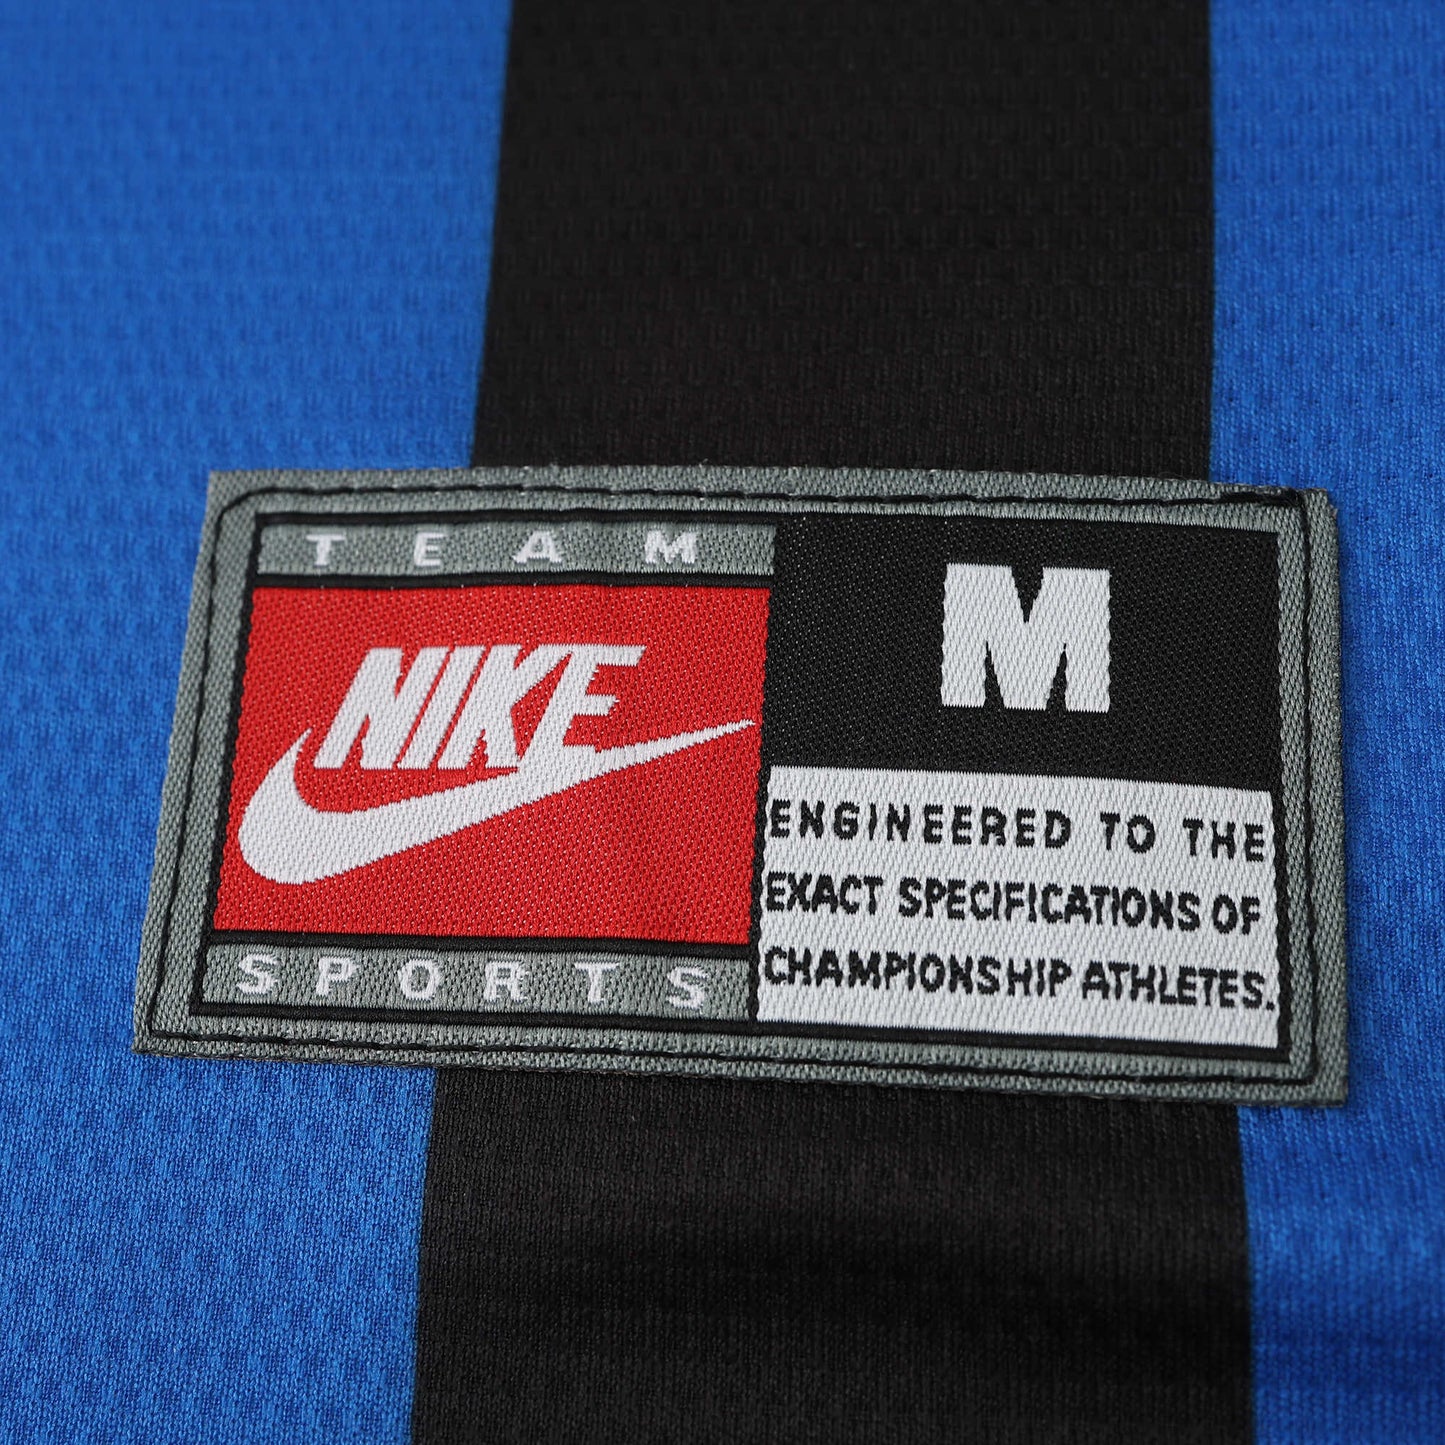 TEAM
NIKE
SPORTS
M
ENGINEERED TO THE
EXACT SPECIFICATIONS OF
CHAMPIONSHIP ATHLETES.